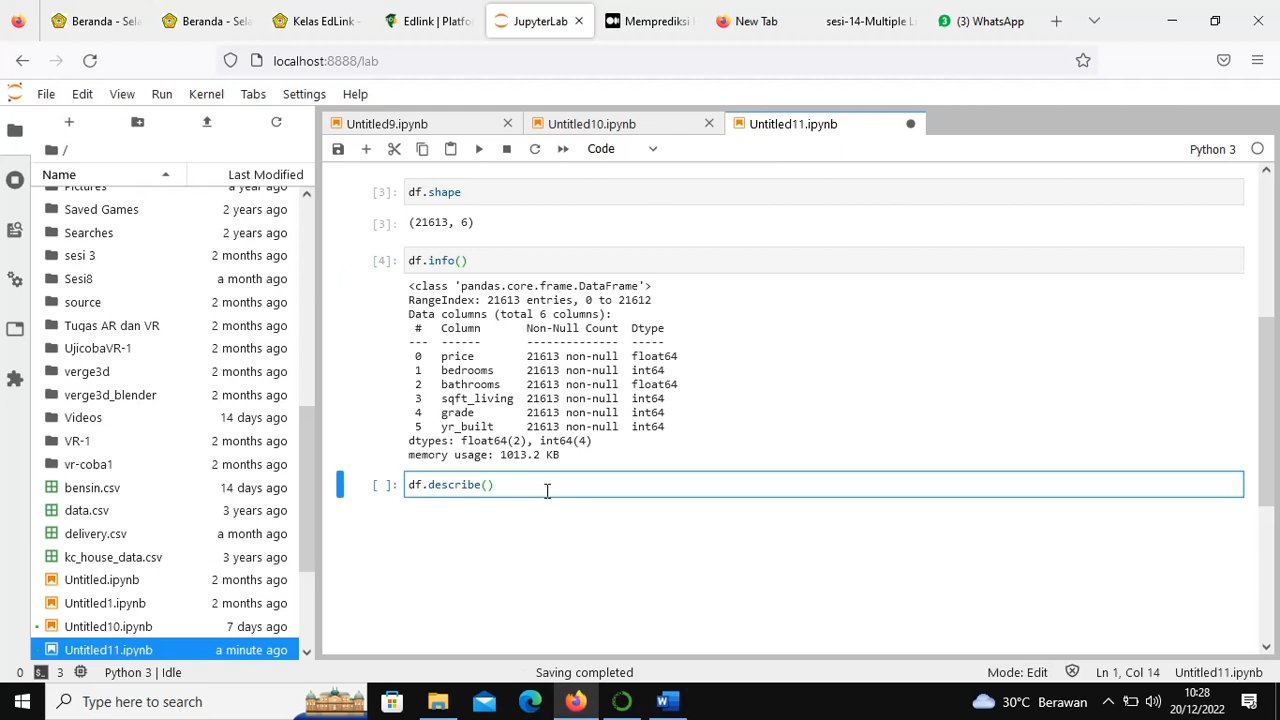 Beranda - Sela
Beranda - Sela
Kelas EdLink -
Edlink | Platfor
JupyterLab
Memprediksi
New Tab
sesi-14-Multiple L
(3) WhatsApp
localhost:8888/lab
File Edit View Run Kernel Tabs Settings Help
Untitled9.ipynb
Untitled10.ipynb
Untitled11.ipynb
/
Code
Python 3
Name Last Modified
Pictures a year ago
Saved Games 2 years ago
Searches 2 years ago
sesi 3 2 months ago
Sesi8 a month ago
source 2 months ago
Tugas AR dan VR 2 months ago
UjicobaVR-1 2 months ago
verge3d 2 months ago
verge3d_blender 2 months ago
Videos 14 days ago
VR-1 2 months ago
vr-coba1 2 months ago
bensin.csv 14 days ago
data.csv 3 years ago
delivery.csv a month ago
kc_house_data.csv 3 years ago
Untitled.ipynb 2 months ago
Untitled1.ipynb 2 months ago
Untitled10.ipynb 7 days ago
Untitled11.ipynb a minute ago
[3]: df.shape
[3]: (21613, 6)
[4]: df.info()
<class 'pandas.core.frame.DataFrame'>
RangeIndex: 21613 entries, 0 to 21612
Data columns (total 6 columns):
# Column Non-Null Count Dtype
--- ------ -------------- -----
0 price 21613 non-null float64
1 bedrooms 21613 non-null int64
2 bathrooms 21613 non-null float64
3 sqft_living 21613 non-null int64
4 grade 21613 non-null int64
5 yr_built 21613 non-null int64
dtypes: float64(2), int64(4)
memory usage: 1013.2 KB
[ ]: df.describe()
0 3 Python 3 | Idle Saving completed Mode: Edit Ln 1, Col 14 Untitled11.ipynb
Type here to search
30°C Berawan
10:28
20/12/2022